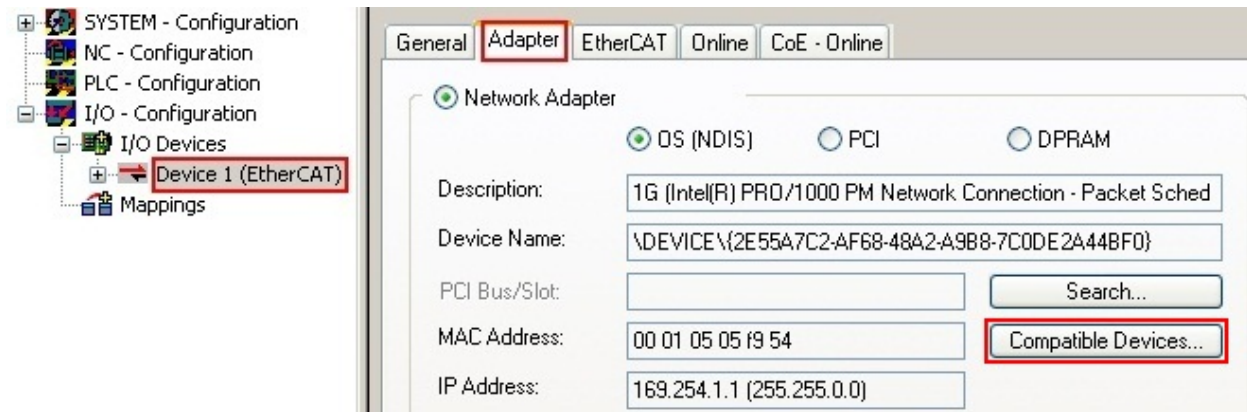 SYSTEM - Configuration
NC - Configuration
PLC - Configuration
I/O - Configuration
I/O Devices
Device 1 (EtherCAT)
Mappings
General Adapter EtherCAT Online CoE - Online
Network Adapter
OS (NDIS) PCI DPRAM
Description: 1G (Intel(R) PRO/1000 PM Network Connection - Packet Sched
Device Name: \DEVICE\{2E55A7C2-AF68-48A2-A9B8-7C0DE2A44BF0}
PCI Bus/Slot: Search...
MAC Address: 00 01 05 05 f9 54 Compatible Devices...
IP Address: 169.254.1.1 (255.255.0.0)